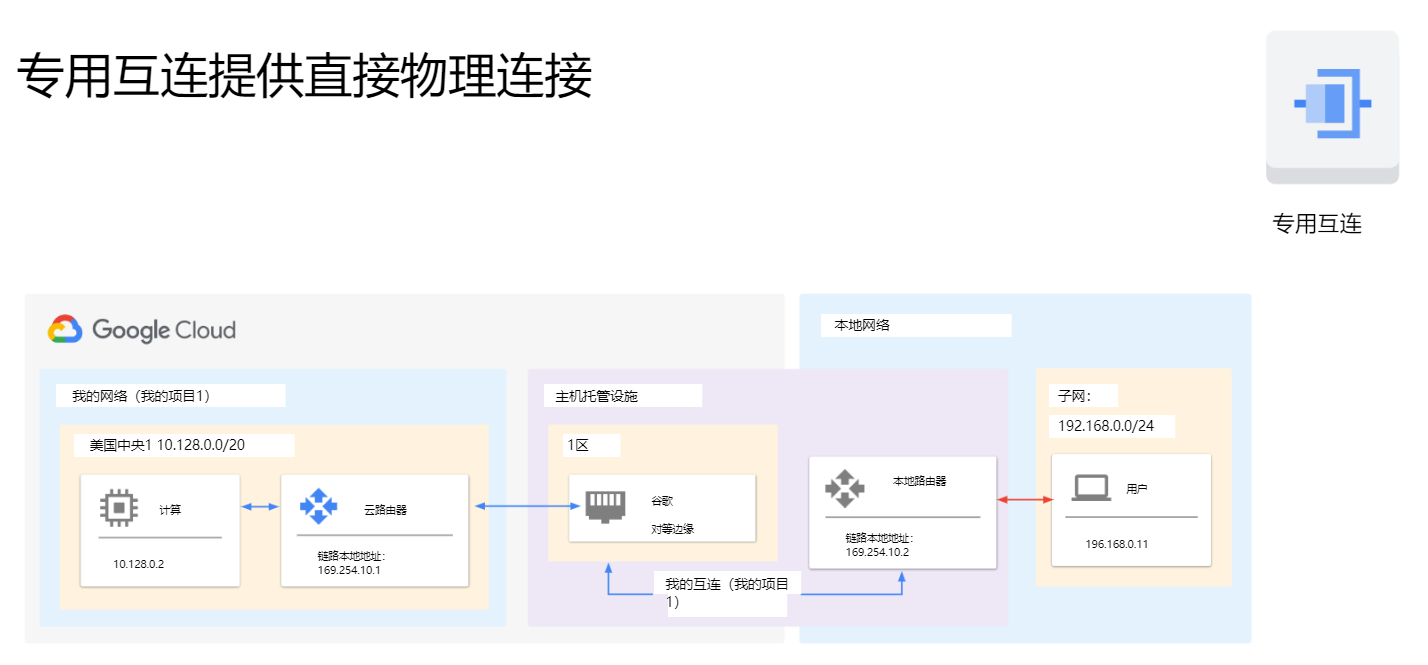 专用互连提供直接物理连接
专用互连
Google Cloud
本地网络
我的网络（我的项目1）
主机托管设施
子网：
192.168.0.0/24
美国中央1 10.128.0.0/20
1区
计算
10.128.0.2
云路由器
链路本地地址：
169.254.10.1
谷歌
对等边缘
本地路由器
链路本地地址：
169.254.10.2
用户
196.168.0.11
我的互连（我的项目
1）